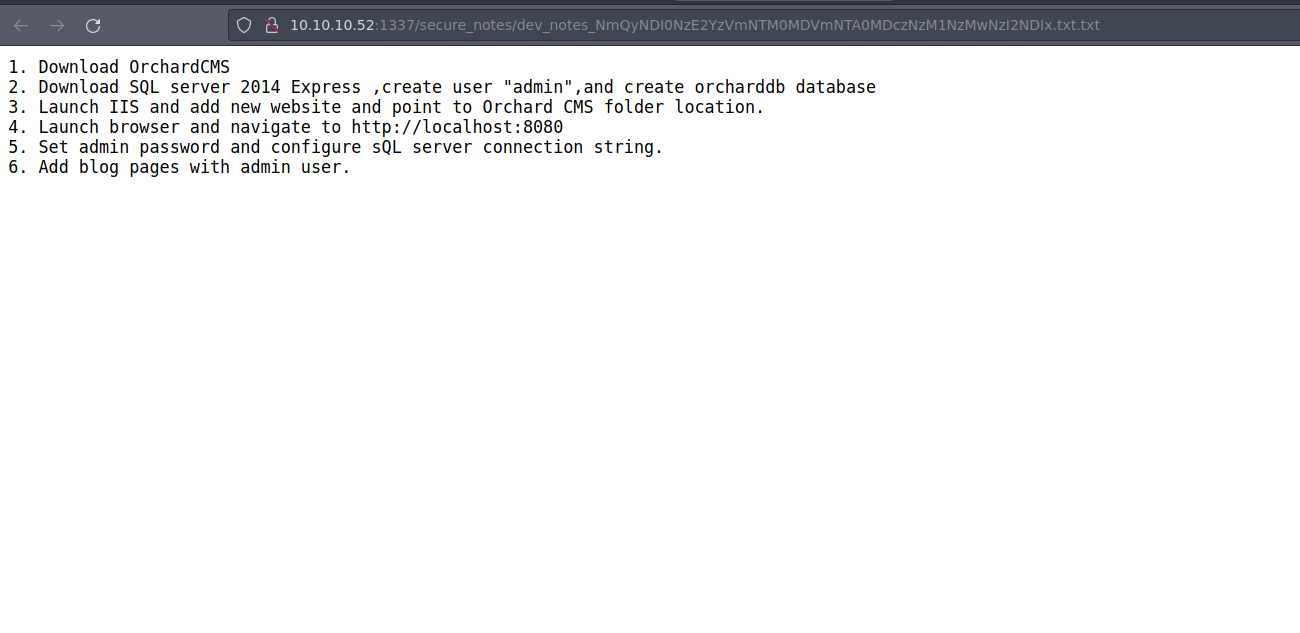 10.10.10.52:1337/secure_notes/dev_notes_NmQyNDI0NzE2YzVmNTM0MDVmNTA0MDczNzM1NzMwNzI2NDIx.txt.txt
1. Download OrchardCMS
2. Download SQL server 2014 Express ,create user "admin",and create orcharddb database
3. Launch IIS and add new website and point to Orchard CMS folder location.
4. Launch browser and navigate to http://localhost:8080
5. Set admin password and configure sQL server connection string.
6. Add blog pages with admin user.